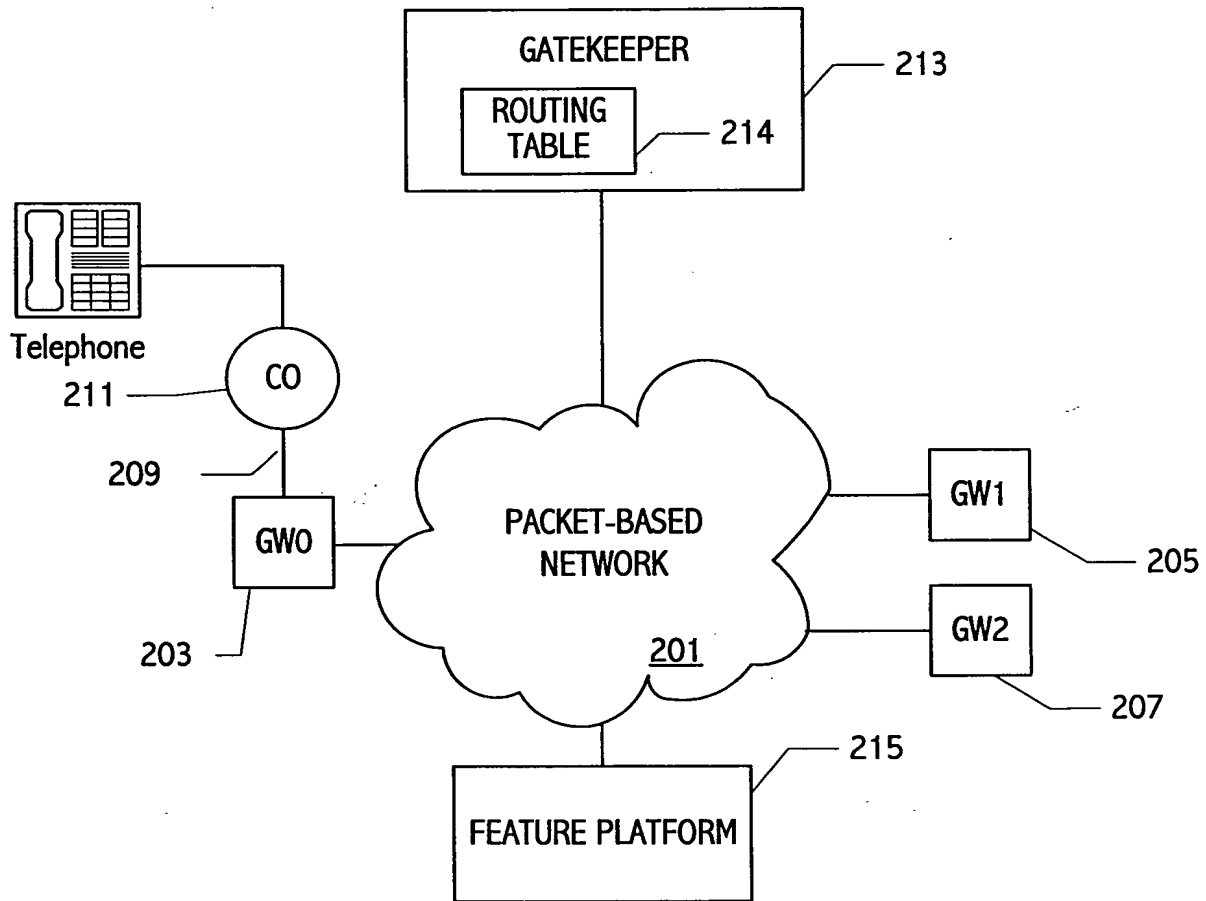 GATEKEEPER
213
ROUTING
TABLE
214
Telephone
211
CO
209
GW0
203
PACKET-BASED
NETWORK
201
GW1
205
GW2
207
215
FEATURE PLATFORM